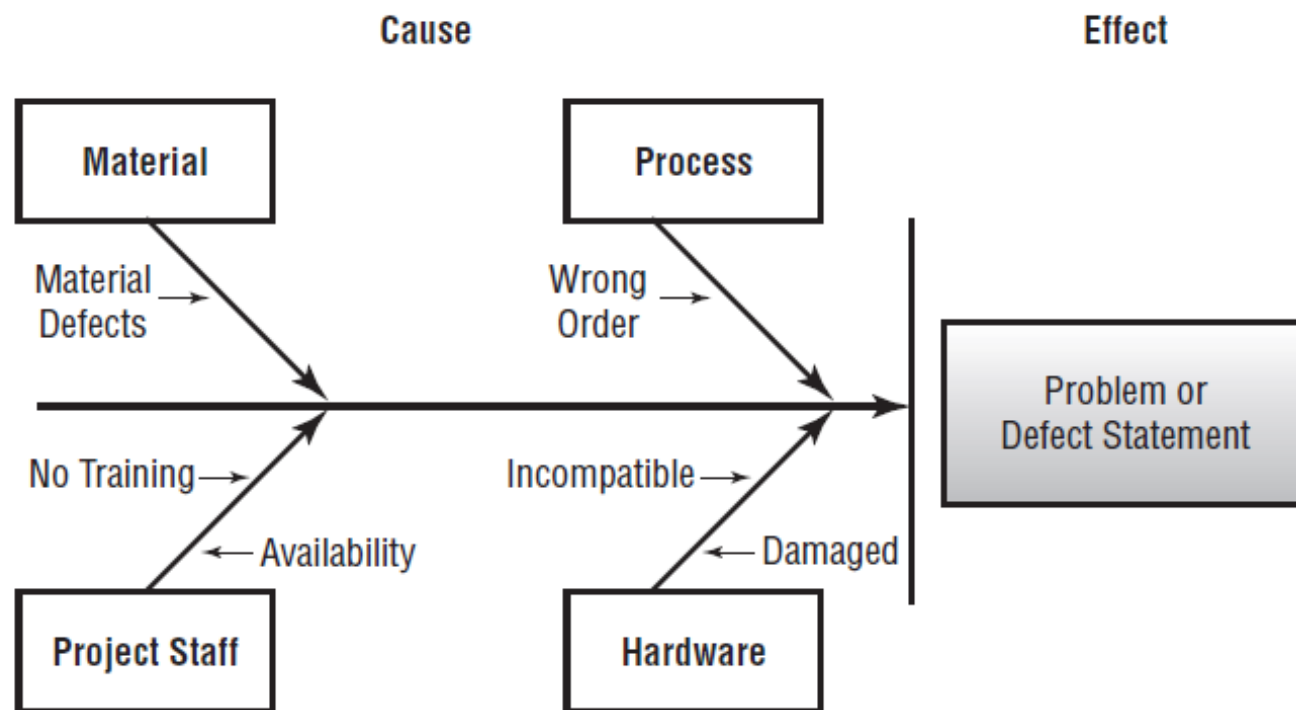 Cause
Effect
Material
Process
Material
Defects
Wrong
Order
Problem or
Defect Statement
No Training
Incompatible
Availability
Damaged
Project Staff
Hardware